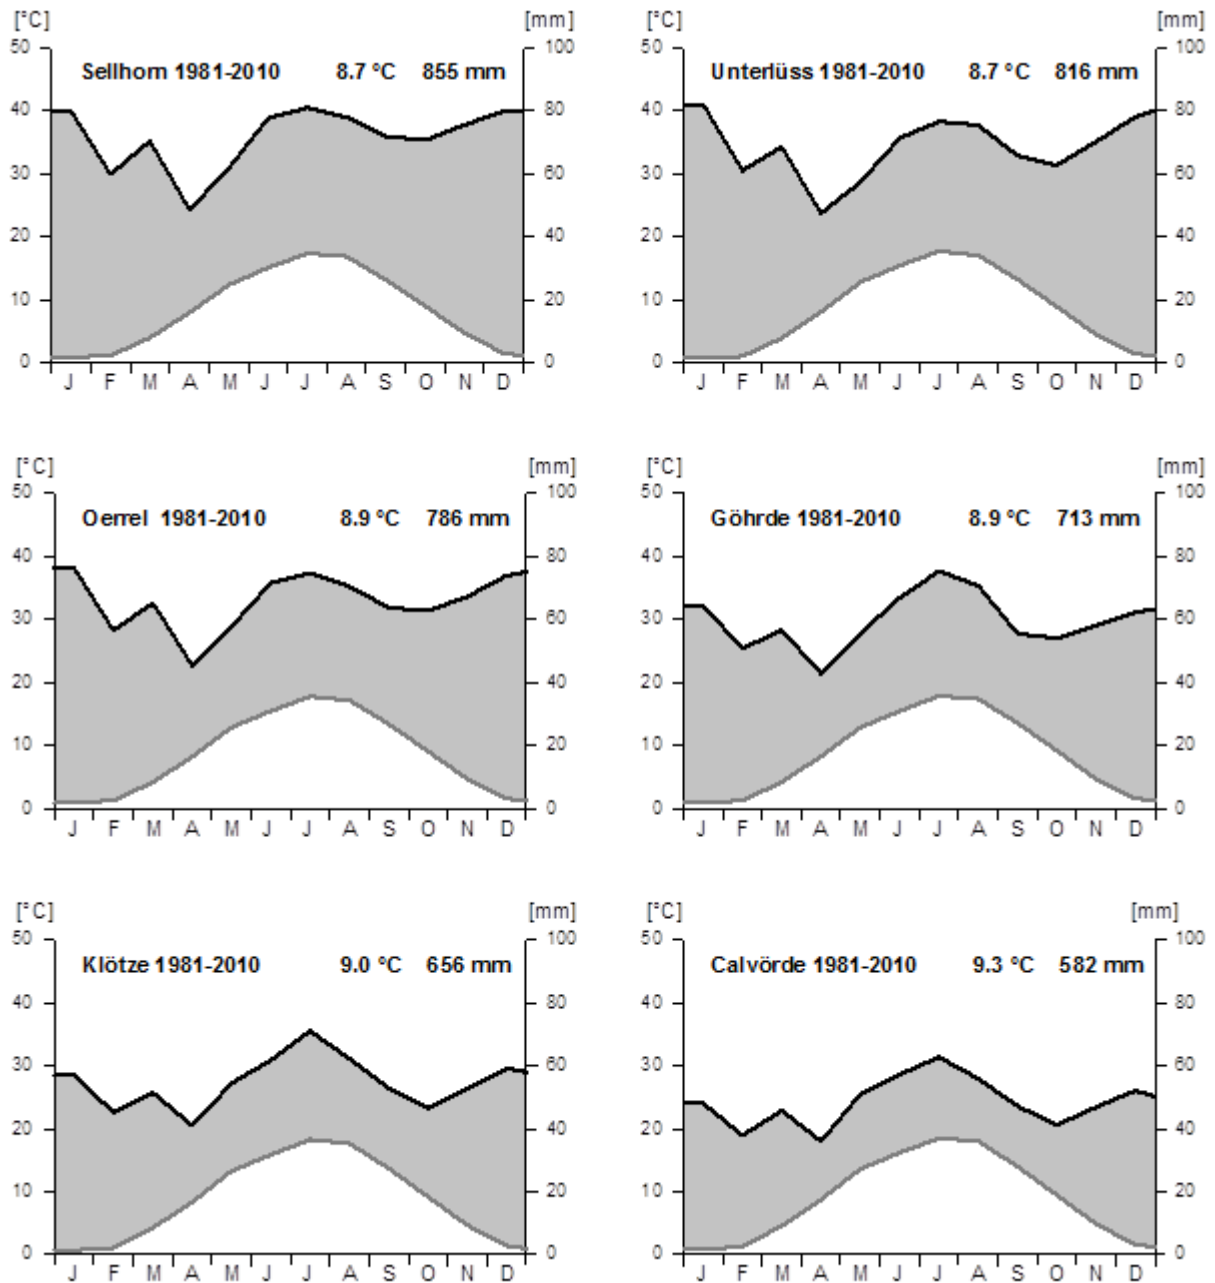 [°C] [mm] [°C] [mm]
50 100 50 100
Sellhorn 1981-2010 8.7 °C 855 mm Unterlüss 1981-2010 8.7 °C 816 mm
40 80 40 80
30 60 30 60
20 40 20 40
10 20 10 20
0 0 0 0
J F M A M J J A S O N D J F M A M J J A S O N D
[°C] [mm] [°C] [mm]
50 100 50 100
Oerrel 1981-2010 8.9 °C 786 mm Göhrde 1981-2010 8.9 °C 713 mm
40 80 40 80
30 60 30 60
20 40 20 40
10 20 10 20
0 0 0 0
J F M A M J J A S O N D J F M A M J J A S O N D
[°C] [mm] [°C] [mm]
50 100 50 100
Klötze 1981-2010 9.0 °C 656 mm Calvörde 1981-2010 9.3 °C 582 mm
40 80 40 80
30 60 30 60
20 40 20 40
10 20 10 20
0 0 0 0
J F M A M J J A S O N D J F M A M J J A S O N D